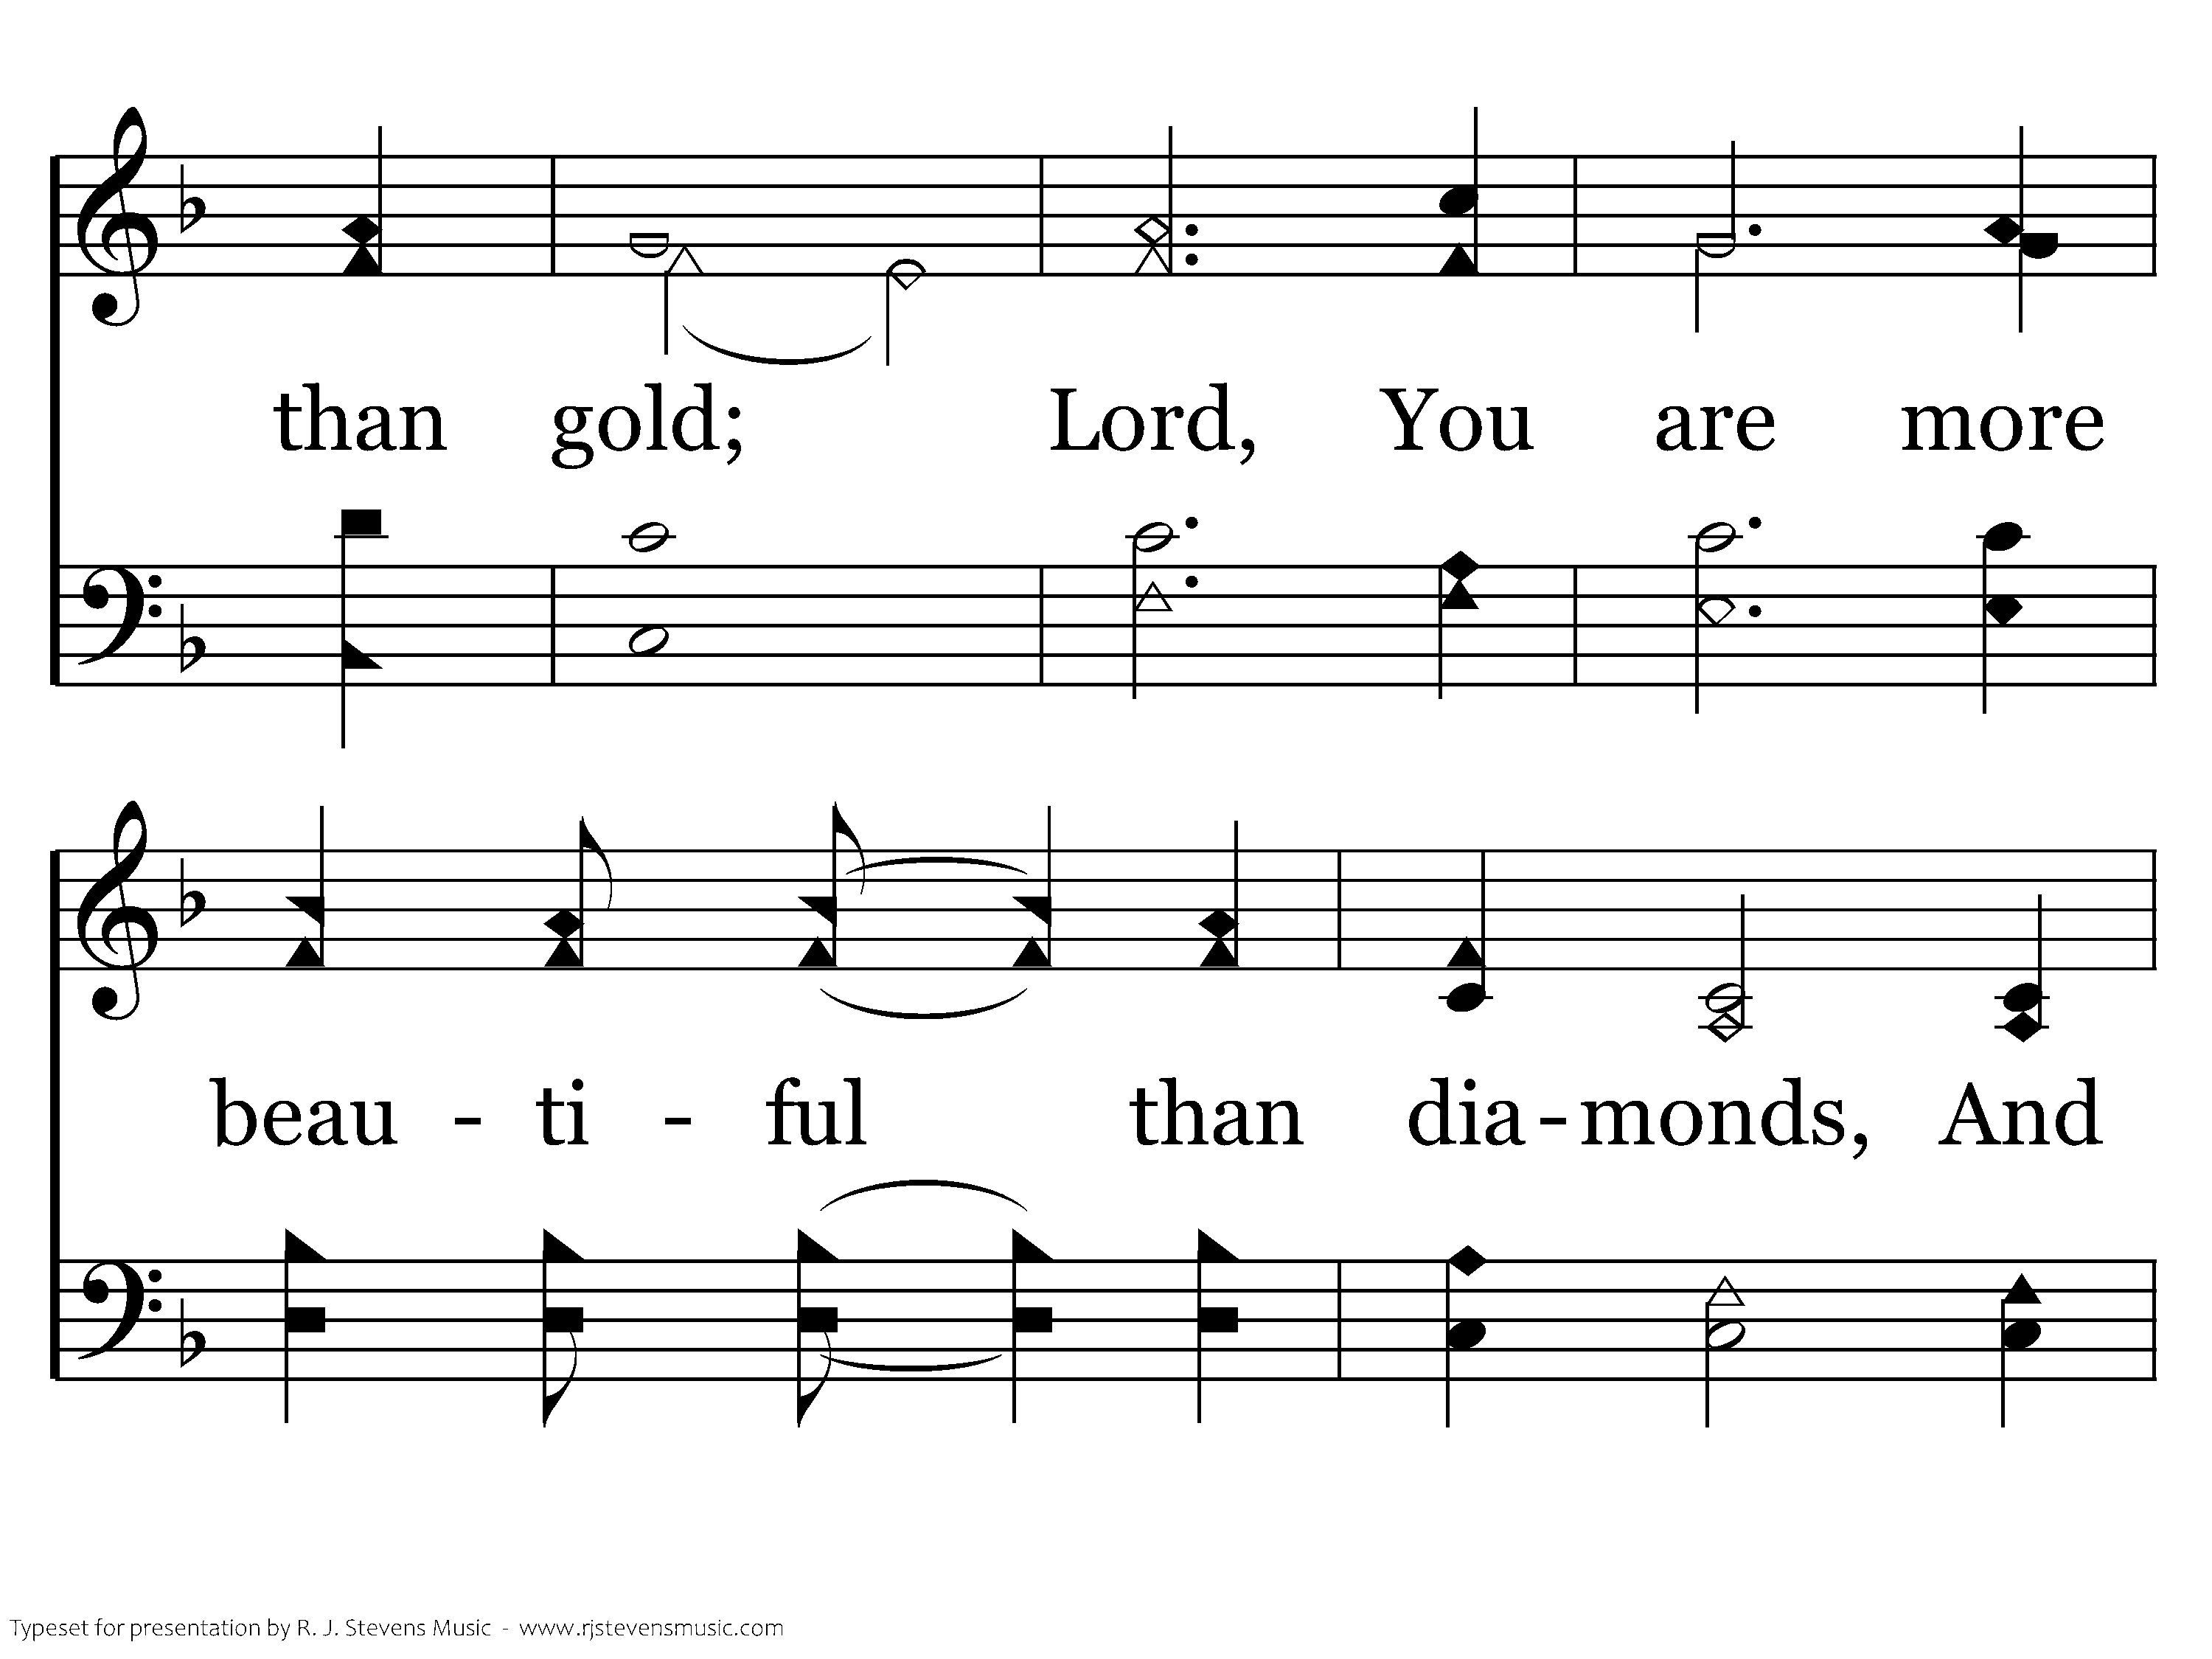 than gold; Lord, You are more
beau - ti - ful than dia - monds, And
Typeset for presentation by R. J. Stevens Music - www.rjstevensmusic.com